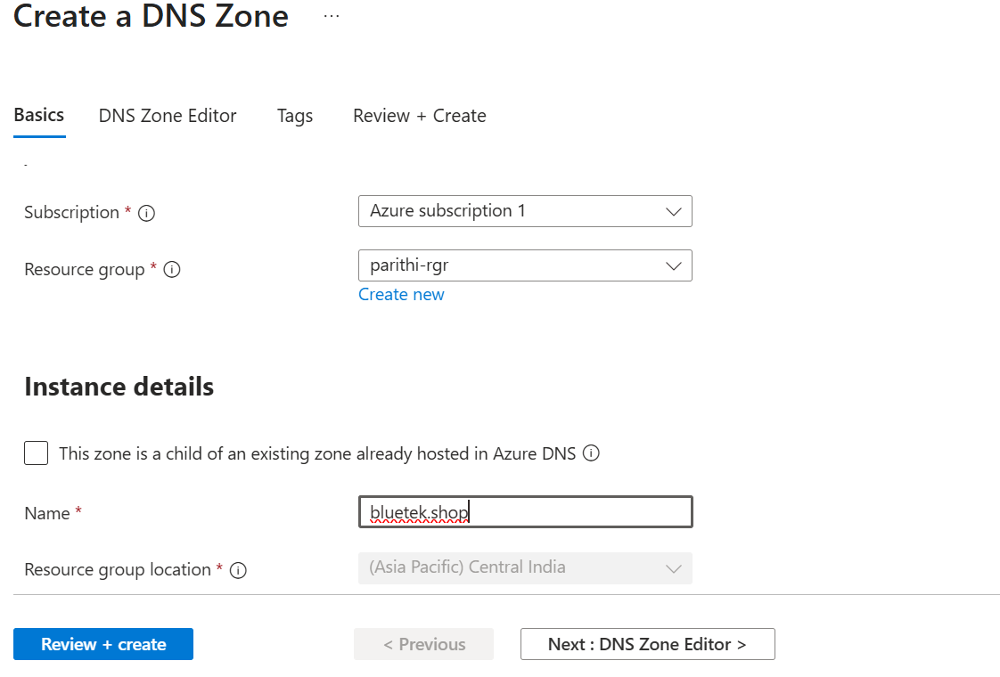 Create a DNS Zone ...
Basics DNS Zone Editor Tags Review + Create
Subscription * Azure subscription 1
Resource group * parithi-rgr
Create new
Instance details
This zone is a child of an existing zone already hosted in Azure DNS
Name * bluetek.shop
Resource group location * (Asia Pacific) Central India
Review + create < Previous Next : DNS Zone Editor >